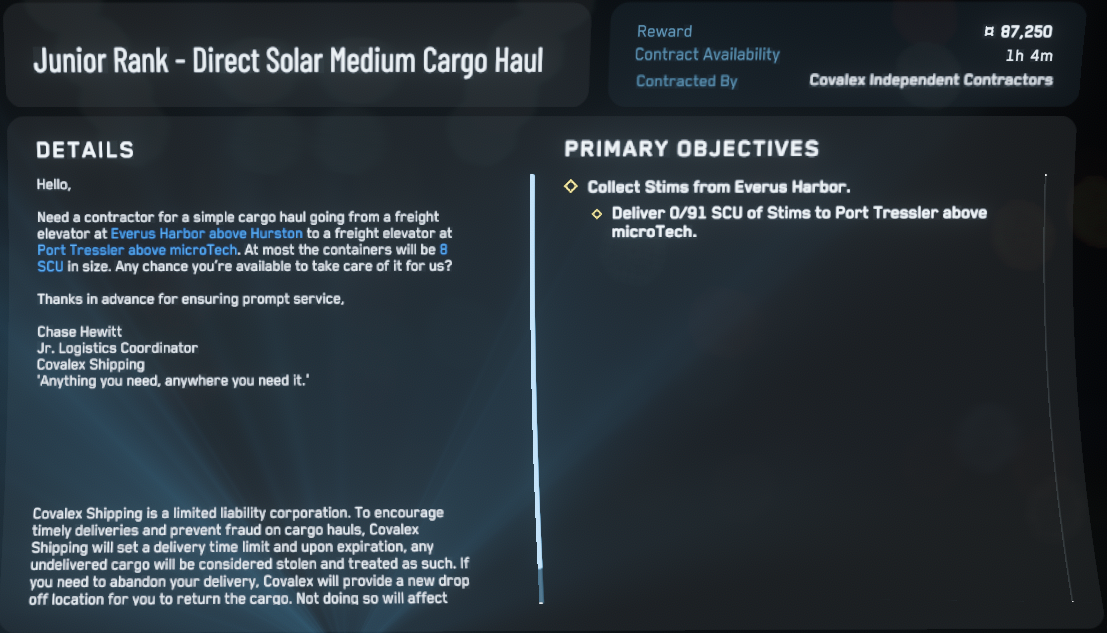 Junior Rank - Direct Solar Medium Cargo Haul
Reward ¤ 87,250
Contract Availability 1h 4m
Contracted By Covalex Independent Contractors
DETAILS
Hello,
Need a contractor for a simple cargo haul going from a freight
elevator at Everus Harbor above Hurston to a freight elevator at
Port Tressler above microTech. At most the containers will be 8
SCU in size. Any chance you're available to take care of it for us?
Thanks in advance for ensuring prompt service,
Chase Hewitt
Jr. Logistics Coordinator
Covalex Shipping
'Anything you need, anywhere you need it.'
Covalex Shipping is a limited liability corporation. To encourage
timely deliveries and prevent fraud on cargo hauls, Covalex
Shipping will set a delivery time limit and upon expiration, any
undelivered cargo will be considered stolen and treated as such. If
you need to abandon your delivery, Covalex will provide a new drop
off location for you to return the cargo. Not doing so will affect
PRIMARY OBJECTIVES
Collect Stims from Everus Harbor.
Deliver 0/91 SCU of Stims to Port Tressler above
microTech.